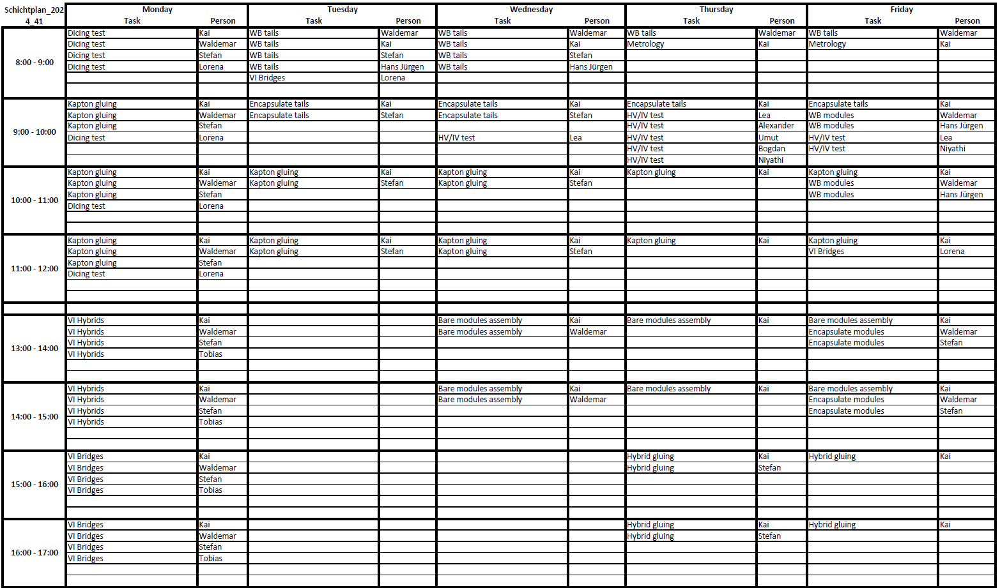 Schichtplan_202 Monday Tuesday Wednesday Thursday Friday
4_41 Task Person Task Person Task Person Task Person Task Person
Dicing test Kai WB tails Waldemar WB tails Waldemar WB tails Waldemar WB tails Waldemar
Dicing test Waldemar WB tails Kai WB tails Kai Metrology Kai Metrology Kai
Dicing test Stefan WB tails Stefan WB tails Stefan
8:00 - 9:00
Dicing test Lorena WB tails Hans Jürgen WB tails Hans Jürgen
VI Bridges Lorena
Kapton gluing Kai Encapsulate tails Kai Encapsulate tails Kai Encapsulate tails Kai Encapsulate tails Kai
Kapton gluing Waldemar Encapsulate tails Stefan Encapsulate tails Stefan HV/IV test Lea WB modules Waldemar
Kapton gluing Stefan HV/IV test Alexander WB modules Hans Jürgen
9:00 - 10:00
Dicing test Lorena HV/IV test Lea HV/IV test Umut HV/IV test Lea
HV/IV test Bogdan HV/IV test Niyathi
HV/IV test Niyathi
Kapton gluing Kai Kapton gluing Kai Kapton gluing Kai Kapton gluing Kai Kapton gluing Kai
Kapton gluing Waldemar Kapton gluing Stefan Kapton gluing Stefan WB modules Waldemar
Kapton gluing Stefan WB modules Hans Jürgen
10:00 - 11:00
Dicing test Lorena
Kapton gluing Kai Kapton gluing Kai Kapton gluing Kai Kapton gluing Kai Kapton gluing Kai
Kapton gluing Waldemar Kapton gluing Stefan Kapton gluing Stefan VI Bridges Lorena
Kapton gluing Stefan
11:00 - 12:00
Dicing test Lorena
VI Hybrids Kai Bare modules assembly Kai Bare modules assembly Kai Bare modules assembly Kai
VI Hybrids Waldemar Bare modules assembly Waldemar Encapsulate modules Waldemar
VI Hybrids Stefan Encapsulate modules Stefan
13:00 - 14:00
VI Hybrids Tobias
VI Hybrids Kai Bare modules assembly Kai Bare modules assembly Kai Bare modules assembly Kai
VI Hybrids Waldemar Bare modules assembly Waldemar Encapsulate modules Waldemar
VI Hybrids Stefan Encapsulate modules Stefan
14:00 - 15:00
VI Hybrids Tobias
VI Bridges Kai Hybrid gluing Kai Hybrid gluing Kai
VI Bridges Waldemar Hybrid gluing Stefan
VI Bridges Stefan
15:00 - 16:00
VI Bridges Tobias
VI Bridges Kai Hybrid gluing Kai Hybrid gluing Kai
VI Bridges Waldemar Hybrid gluing Stefan
VI Bridges Stefan
16:00 - 17:00
VI Bridges Tobias